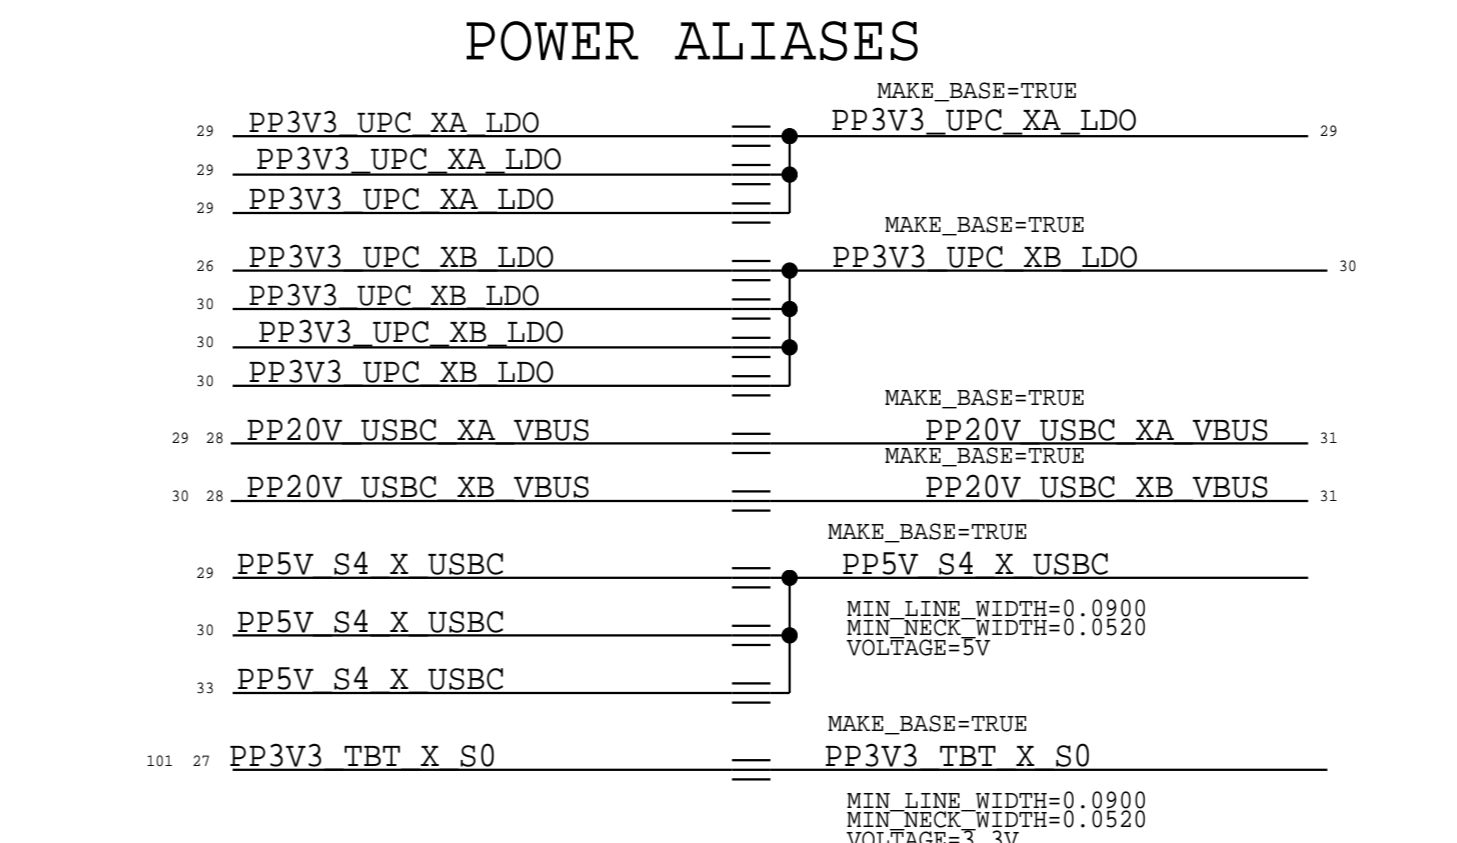 POWER ALIASES
MAKE_BASE=TRUE
29 PP3V3_UPC_XA_LDO PP3V3_UPC_XA_LDO 29
29 PP3V3_UPC_XA_LDO
29 PP3V3_UPC_XA_LDO
MAKE_BASE=TRUE
26 PP3V3_UPC_XB_LDO PP3V3_UPC_XB_LDO 30
30 PP3V3_UPC_XB_LDO
30 PP3V3_UPC_XB_LDO
30 PP3V3_UPC_XB_LDO
MAKE_BASE=TRUE
29 28 PP20V_USBC_XA_VBUS PP20V_USBC_XA_VBUS 31
MAKE_BASE=TRUE
30 28 PP20V_USBC_XB_VBUS PP20V_USBC_XB_VBUS 31
MAKE_BASE=TRUE
29 PP5V_S4_X_USBC PP5V_S4_X_USBC
MIN_LINE_WIDTH=0.0900
30 PP5V_S4_X_USBC MIN_NECK_WIDTH=0.0520
VOLTAGE=5V
33 PP5V_S4_X_USBC
MAKE_BASE=TRUE
101 27 PP3V3_TBT_X_S0 PP3V3_TBT_X_S0
MIN_LINE_WIDTH=0.0900
MIN_NECK_WIDTH=0.0520
VOLTAGE=3.3V